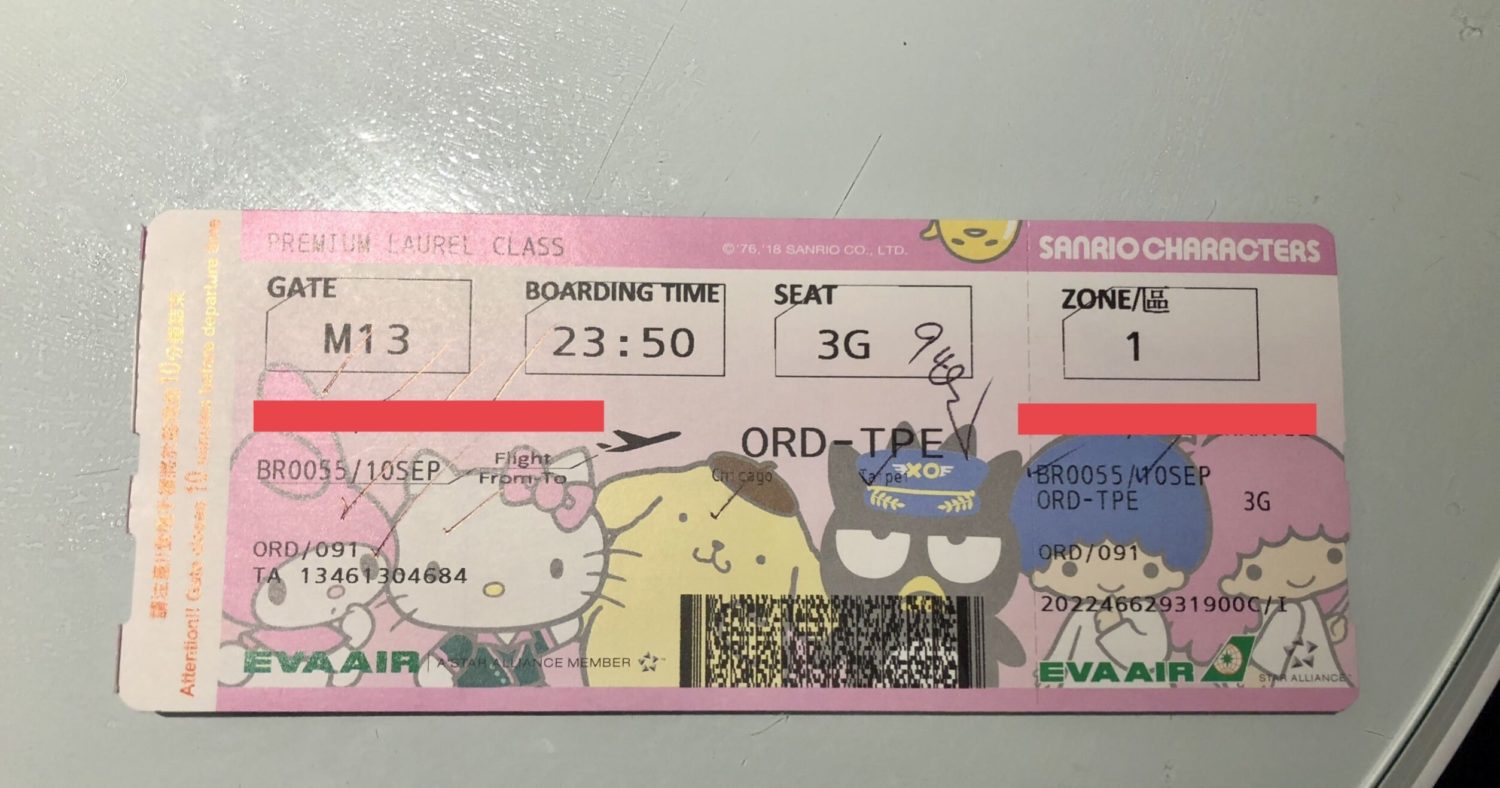 PREMIUM LAUREL CLASS
©'76,'18 SANRIO CO., LTD.
SANRIO CHARACTERS
GATE
BOARDING TIME
SEAT
ZONE/區
M13
23:50
3G
1
ORD-TPE
BR0055/10SEP
Flight
From-To
Chicago
Taipei
BR0055/10SEP
ORD-TPE
3G
ORD/091
ORD/091
TA 13461304684
20224662931900C/I
XO
EVA AIR
A STAR ALLIANCE MEMBER
EVA AIR
STAR ALLIANCE
Attention!! Gate closes 10 minutes before departure time